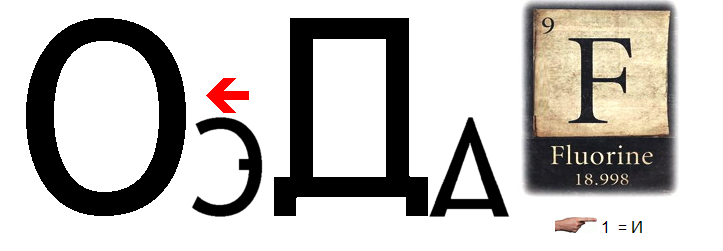 ОэДА
9
F
Fluorine
18.998
1 = И